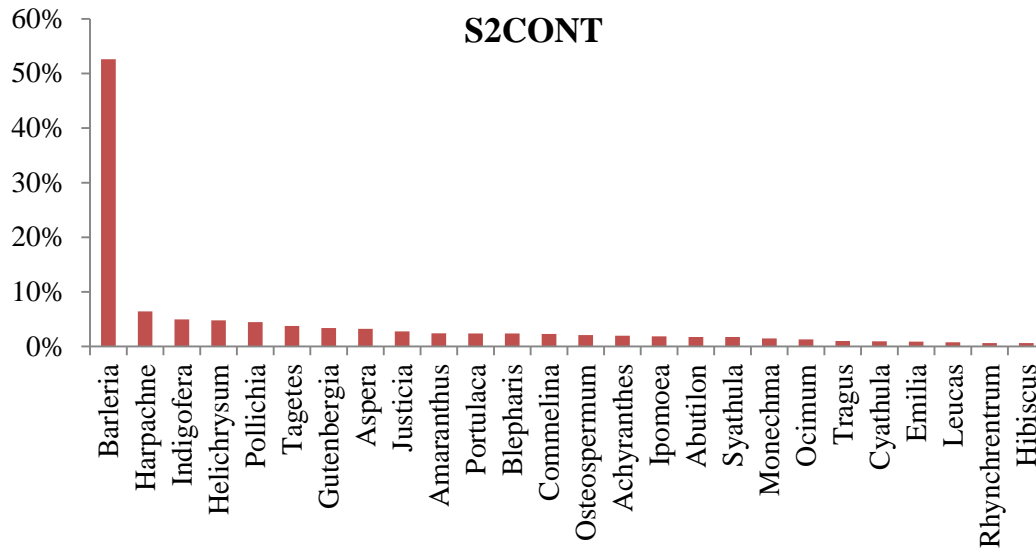 S2CONT
60%
50%
40%
30%
20%
10%
0%
Barleria
Harpachne
Indigofera
Helichrysum
Pollichia
Tagetes
Gutenbergia
Aspera
Justicia
Amaranthus
Portulaca
Blepharis
Commelina
Osteospermum
Achyranthes
Ipomoea
Abutilon
Syathula
Monechma
Ocimum
Tragus
Cyathula
Emilia
Leucas
Rhynchrentrum
Hibiscus